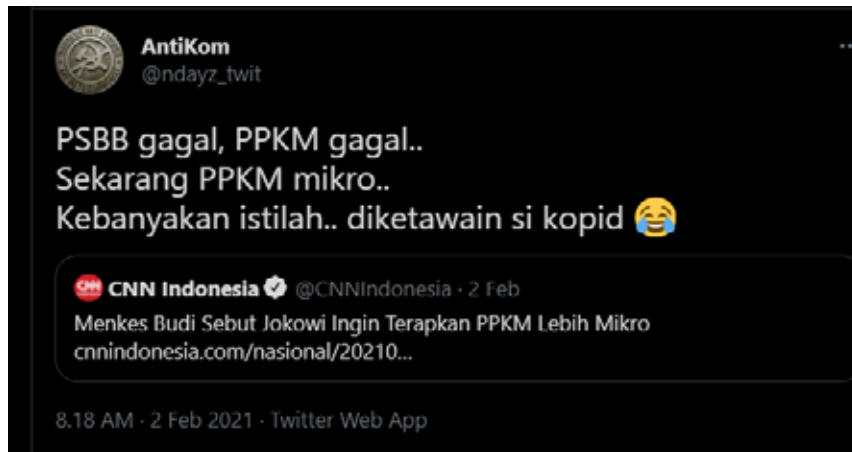 AntiKom
@ndayz_twit
PSBB gagal, PPKM gagal..
Sekarang PPKM mikro..
Kebanyakan istilah.. diketawain si kopid 😂
CNN Indonesia @CNNIndonesia · 2 Feb
Menkes Budi Sebut Jokowi Ingin Terapkan PPKM Lebih Mikro
cnnindonesia.com/nasional/20210...
8.18 AM · 2 Feb 2021 · Twitter Web App